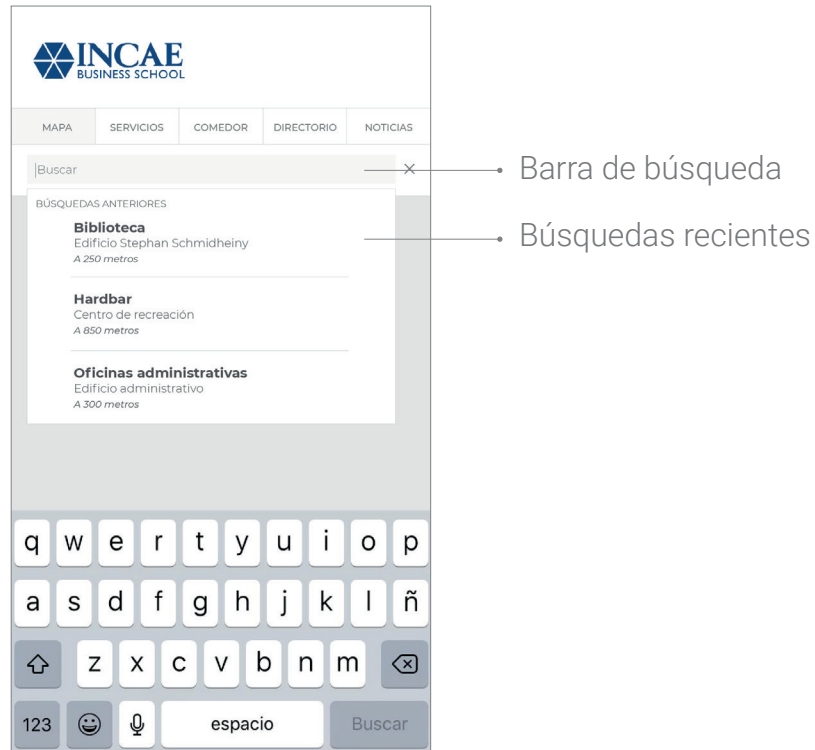 INCAE
BUSINESS SCHOOL
MAPA SERVICIOS COMEDOR DIRECTORIO NOTICIAS
Buscar
Barra de búsqueda
BÚSQUEDAS ANTERIORES
Biblioteca
Edificio Stephan Schmidheiny
A 250 metros
Búsquedas recientes
Hardbar
Centro de recreación
A 850 metros
Oficinas administrativas
Edificio administrativo
A 300 metros
q w e r t y u i o p
a s d f g h j k l ñ
z x c v b n m
123 espacio Buscar